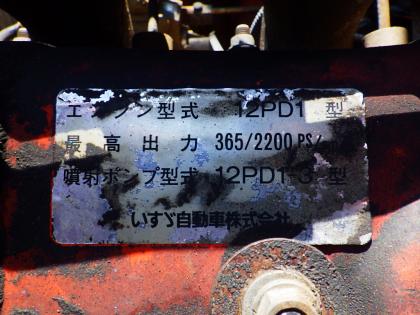 エンジン型式 12PD1 型
最高出力 365/2200 PS/
噴射ポンプ型式 12PD1-3 型
いすゞ自動車株式会社